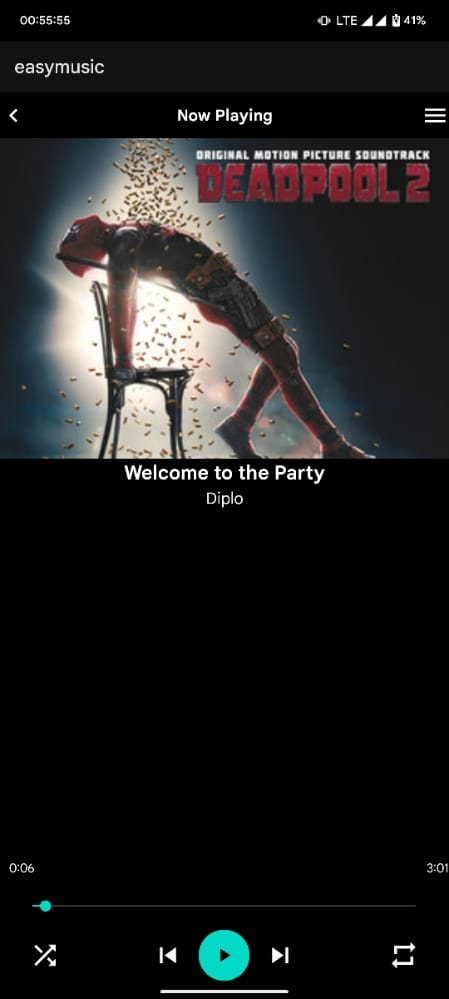 00:55:55
LTE
41%
easymusic
Now Playing
ORIGINAL MOTION PICTURE SOUNDTRACK
DEADPOOL 2
Welcome to the Party
Diplo
0:06
3:01